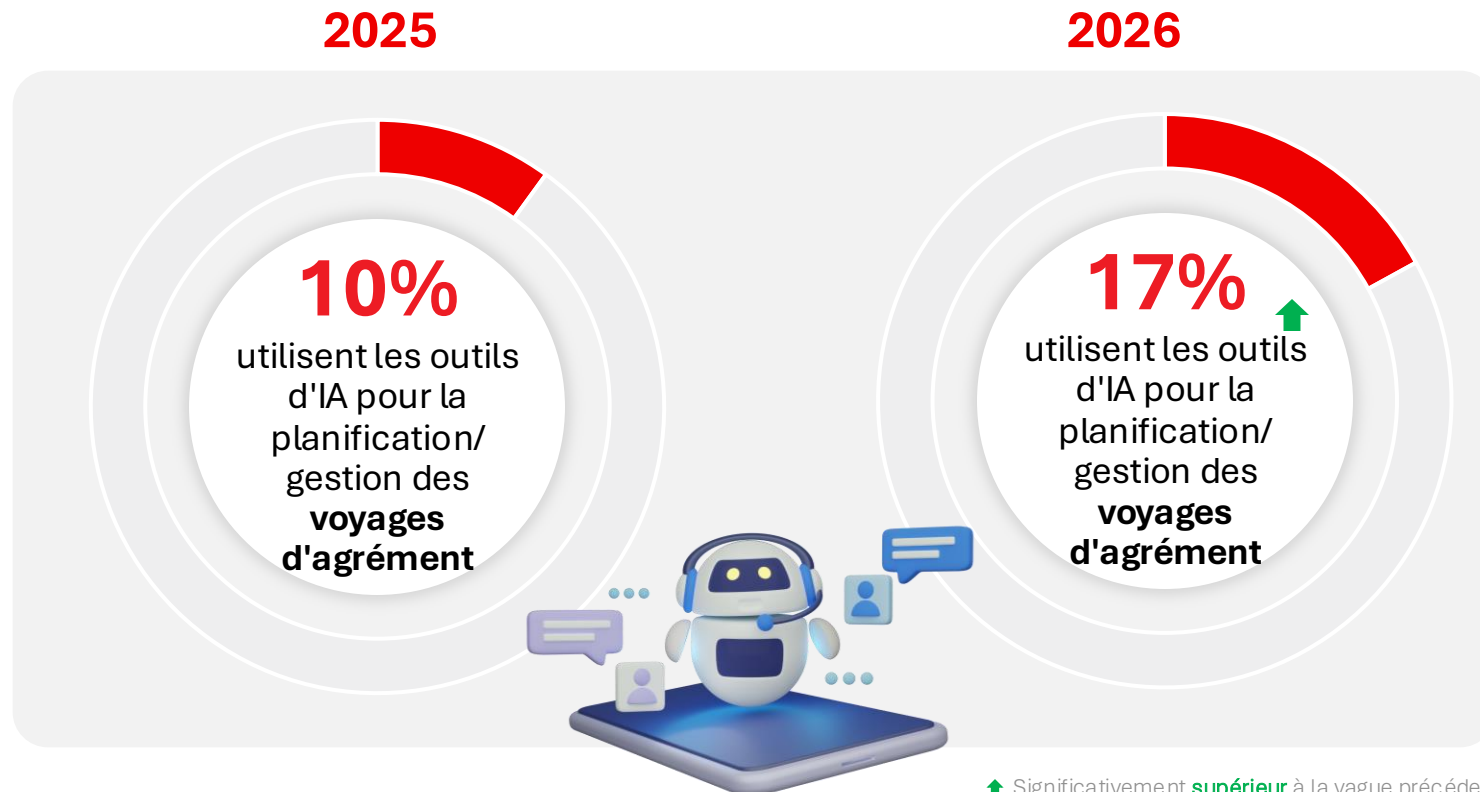 2025
2026
10%
utilisent les outils
d'IA pour la
planification/
gestion des
voyages
d'agrément
17%
utilisent les outils
d'IA pour la
planification/
gestion des
voyages
d'agrément
Significativement supérieur à la vague